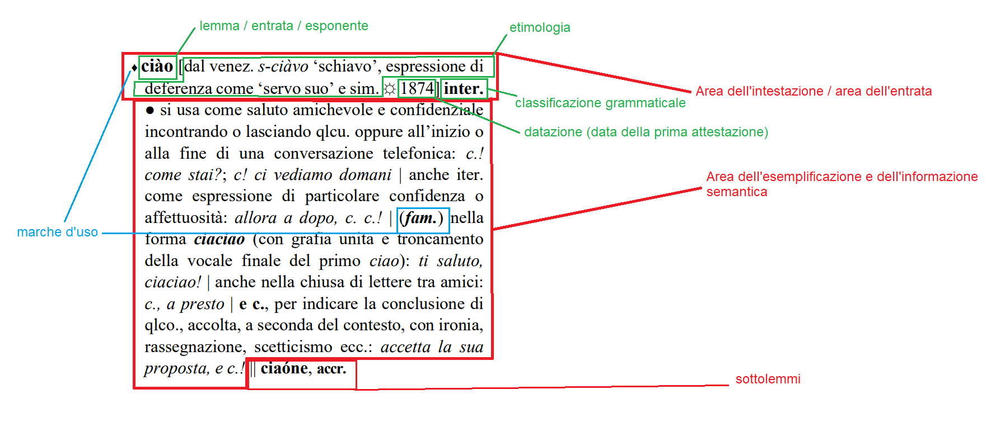 lemma / entrata / esponente
etimologia
♦ ciào [dal venez. s-ciàvo ‘schiavo’, espressione di
deferenza come ‘servo suo’ e sim. ☼ 1874] inter.
Area dell'intestazione / area dell'entrata
classificazione grammaticale
● si usa come saluto amichevole e confidenziale
incontrando o lasciando qlcu. oppure all’inizio o
datazione (data della prima attestazione)
alla fine di una conversazione telefonica: c.!
come stai?; c! ci vediamo domani | anche iter.
Area dell'esemplificazione e dell'informazione
semantica
come espressione di particolare confidenza o
affettuosità: allora a dopo, c. c.! | (fam.) nella
marche d'uso
forma ciaciao (con grafia unita e troncamento
della vocale finale del primo ciao): ti saluto,
ciaciao! | anche nella chiusa di lettere tra amici:
c., a presto | e c., per indicare la conclusione di
qlco., accolta, a seconda del contesto, con ironia,
rassegnazione, scetticismo ecc.: accetta la sua
proposta, e c.! || ciaóne, accr.
sottolemmi